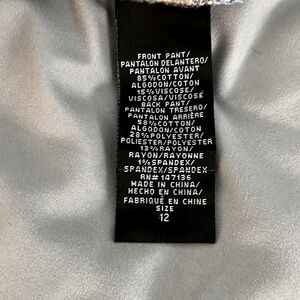 FRONT PANT/
PANTALON DELANTERO/
PANTALON AVANT
85%COTTON/
ALGODON/COTON
15%VISCOSE/
VISCOSA/VISCOSE
BACK PANT/
PANTALON TRESERO/
PANTALON ARRIÈRE
58%COTTON/
ALGODON/COTON
28%POLYESTER/
POLIESTER/POLYESTER
13%RAYON/
RAYON/RAYONNE
1%SPANDEX/
SPANDEX/SPANDEX
RN#147136
MADE IN CHINA/
HECHO EN CHINA/
FABRIQUÉ EN CHINE
SIZE
12